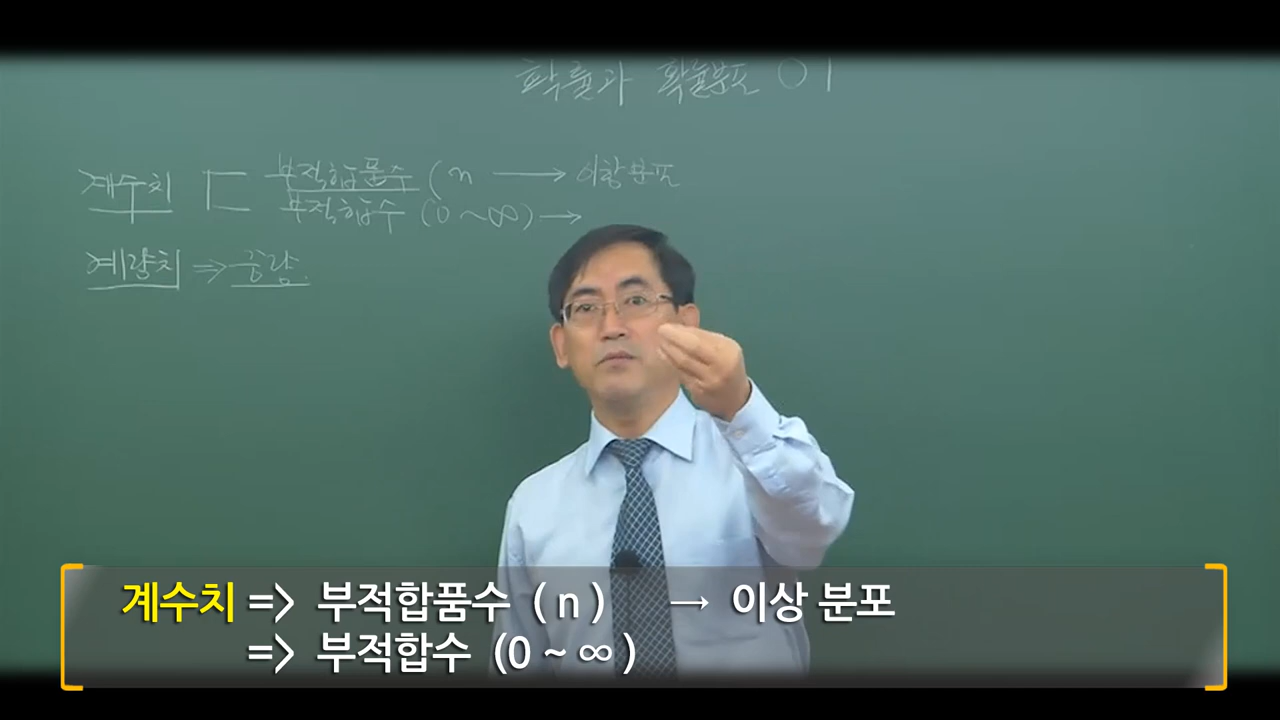 확률과 확률분포 01
계수치 부적합품수 (n → 이항분포
부적합수 (0~∞) →
계량치 ⇒ 중량.
계수치 => 부적합품수 ( n ) → 이상 분포
=> 부적합수 (0 ~ ∞)